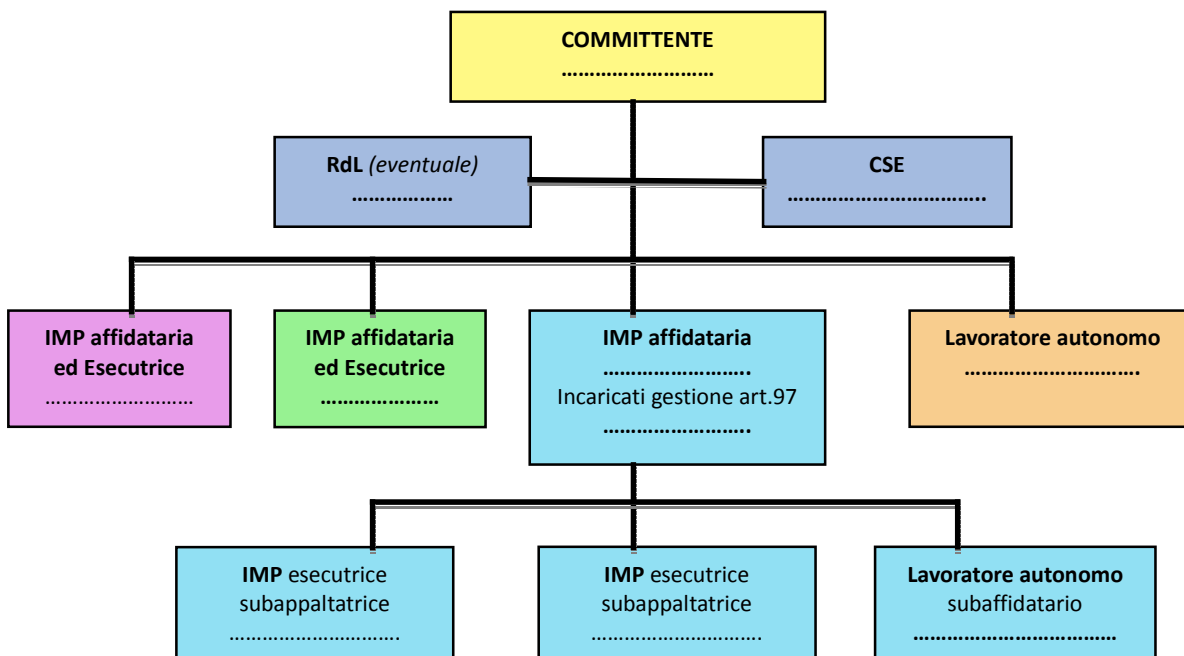 COMMITTENTE
………………………
RdL (eventuale)
………………
CSE
……………………………..
IMP affidataria
ed Esecutrice
………………………
IMP affidataria
ed Esecutrice
…………………
IMP affidataria
……………………..
Incaricati gestione art.97
……………………..
Lavoratore autonomo
………………………….
IMP esecutrice
subappaltatrice
………………………….
IMP esecutrice
subappaltatrice
………………………….
Lavoratore autonomo
subaffidatario
………………………………